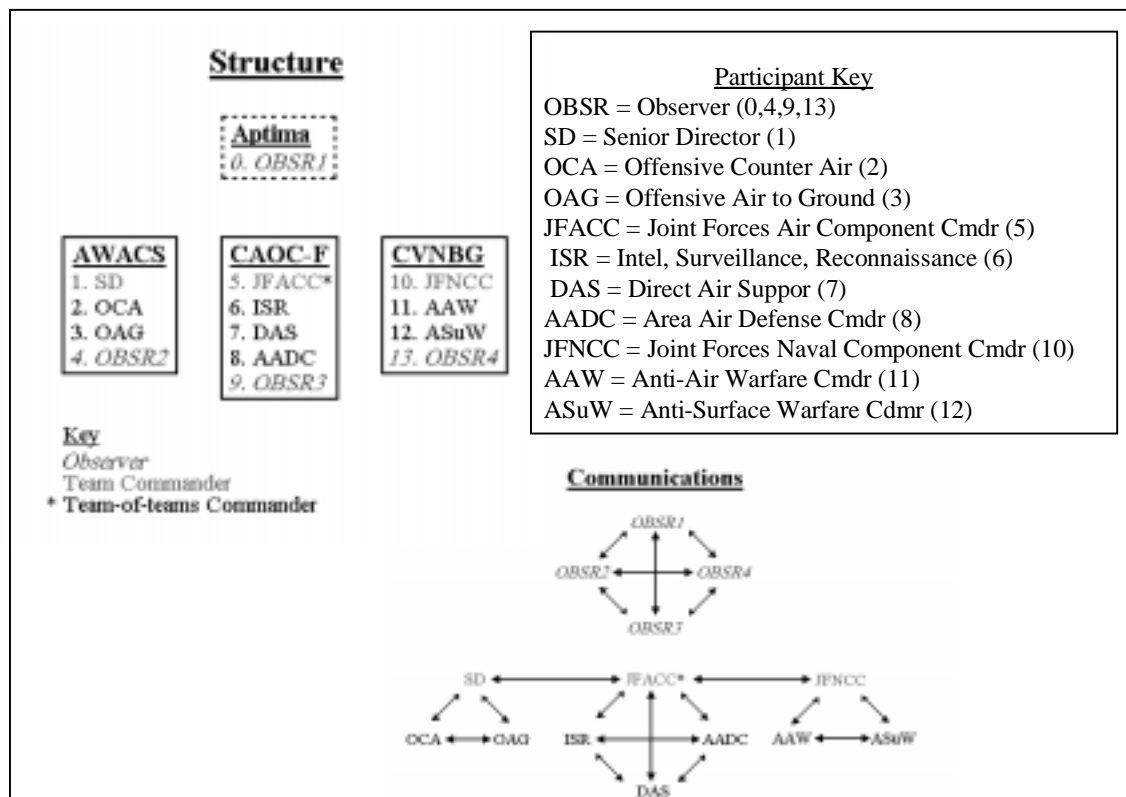 Structure
Aptima
0. OBSR1
AWACS
1. SD
2. OCA
3. OAG
4. OBSR2
CAOC-F
5. JFACC*
6. ISR
7. DAS
8. AADC
9. OBSR3
CVNBG
10. JFNCC
11. AAW
12. ASuW
13. OBSR4
Key
Observer
Team Commander
* Team-of-teams Commander
Participant Key
OBSR = Observer (0,4,9,13)
SD = Senior Director (1)
OCA = Offensive Counter Air (2)
OAG = Offensive Air to Ground (3)
JFACC = Joint Forces Air Component Cmdr (5)
ISR = Intel, Surveillance, Reconnaissance (6)
DAS = Direct Air Suppor (7)
AADC = Area Air Defense Cmdr (8)
JFNCC = Joint Forces Naval Component Cmdr (10)
AAW = Anti-Air Warfare Cmdr (11)
ASuW = Anti-Surface Warfare Cdmr (12)
Communications
OBSR1
OBSR2 OBSR4
OBSR3
SD JFACC* JFNCC
OCA OAG ISR AADC AAW ASuW
DAS